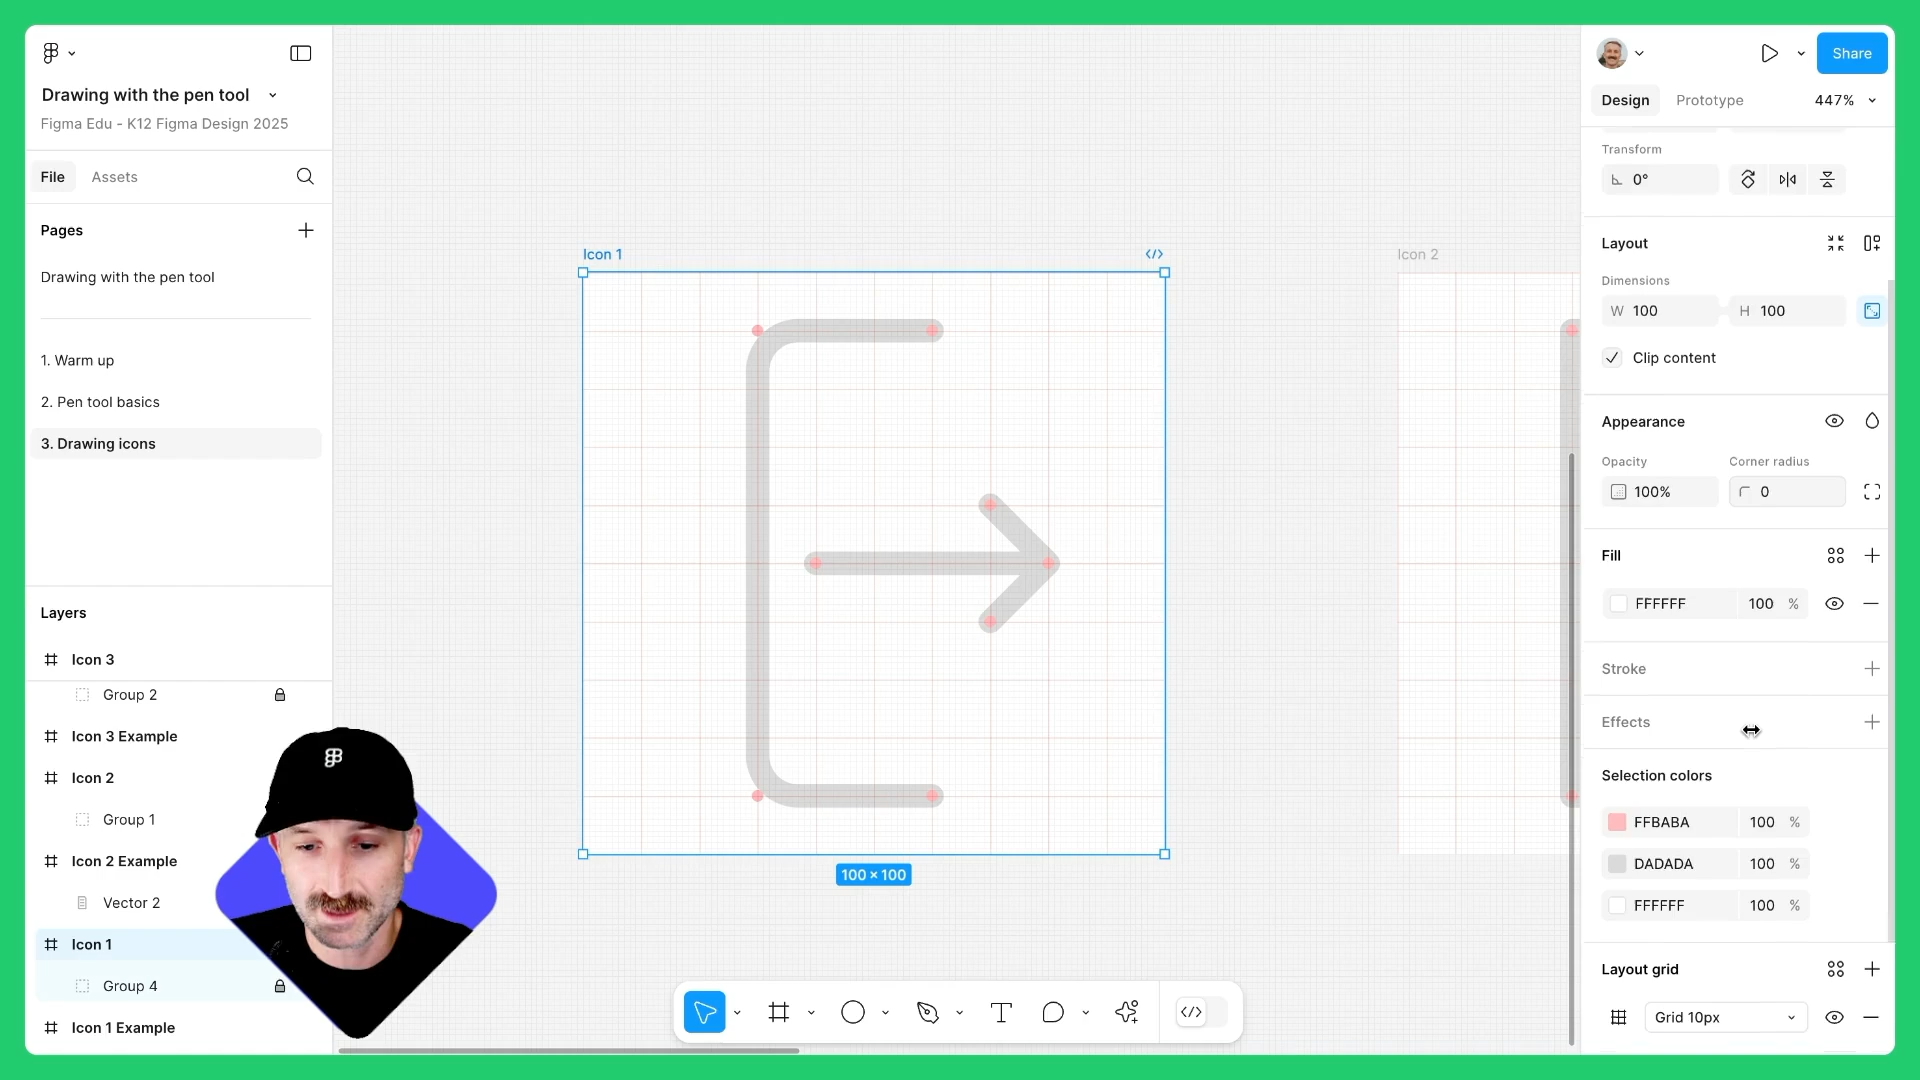 Drawing with the pen tool
Figma Edu - K12 Figma Design 2025
File
Assets
Pages
Drawing with the pen tool
1. Warm up
2. Pen tool basics
3. Drawing icons
Layers
Icon 3
Group 2
Icon 3 Example
Icon 2
Group 1
Icon 2 Example
Vector 2
Icon 1
Group 4
Icon 1 Example
Icon 1
Icon 2
100 × 100
Share
Design
Prototype
447%
Transform
0°
Layout
Dimensions
W 100
H 100
Clip content
Appearance
Opacity
Corner radius
100%
0
Fill
FFFFFF 100 %
Stroke
Effects
Selection colors
FFBABA 100 %
DADADA 100 %
FFFFFF 100 %
Layout grid
Grid 10px